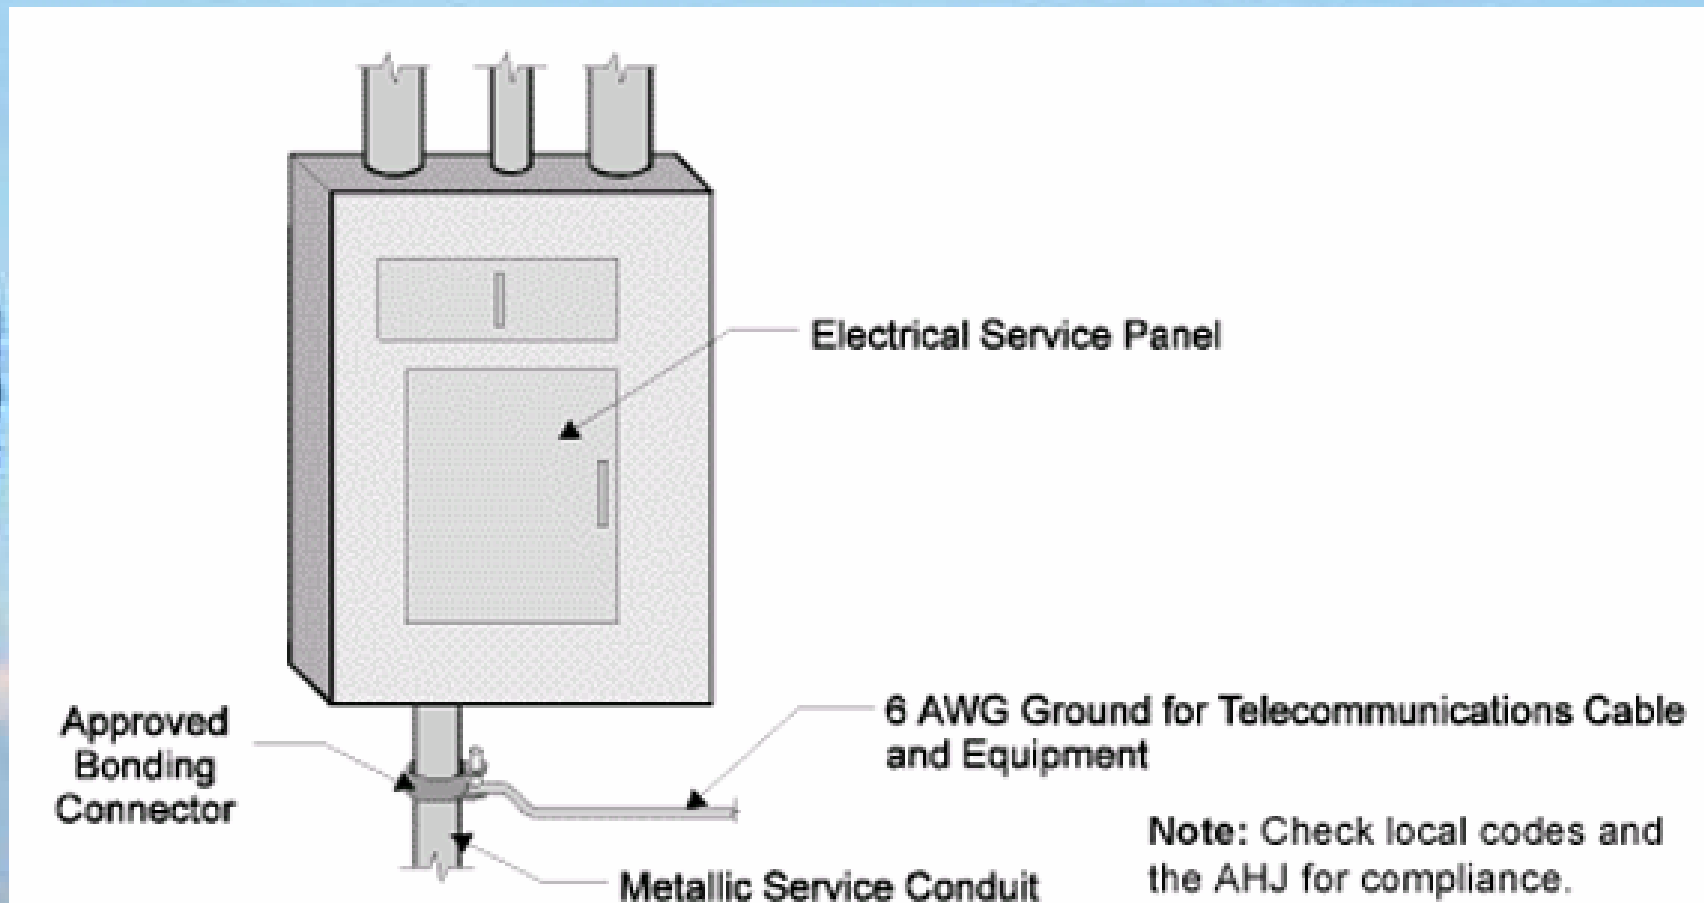 Electrical Service Panel
Approved
Bonding
Connector
6 AWG Ground for Telecommunications Cable
and Equipment
Metallic Service Conduit
Note: Check local codes and
the AHJ for compliance.